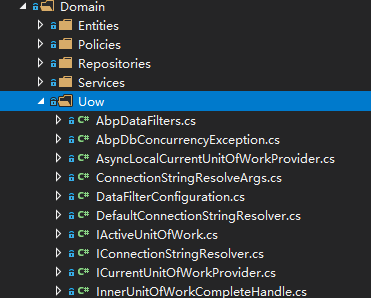 Domain
Entities
Policies
Repositories
Services
Uow
C# AbpDataFilters.cs
C# AbpDbConcurrencyException.cs
C# AsyncLocalCurrentUnitOfWorkProvider.cs
C# ConnectionStringResolveArgs.cs
C# DataFilterConfiguration.cs
C# DefaultConnectionStringResolver.cs
C# IActiveUnitOfWork.cs
C# IConnectionStringResolver.cs
C# ICurrentUnitOfWorkProvider.cs
C# InnerUnitOfWorkCompleteHandle.cs